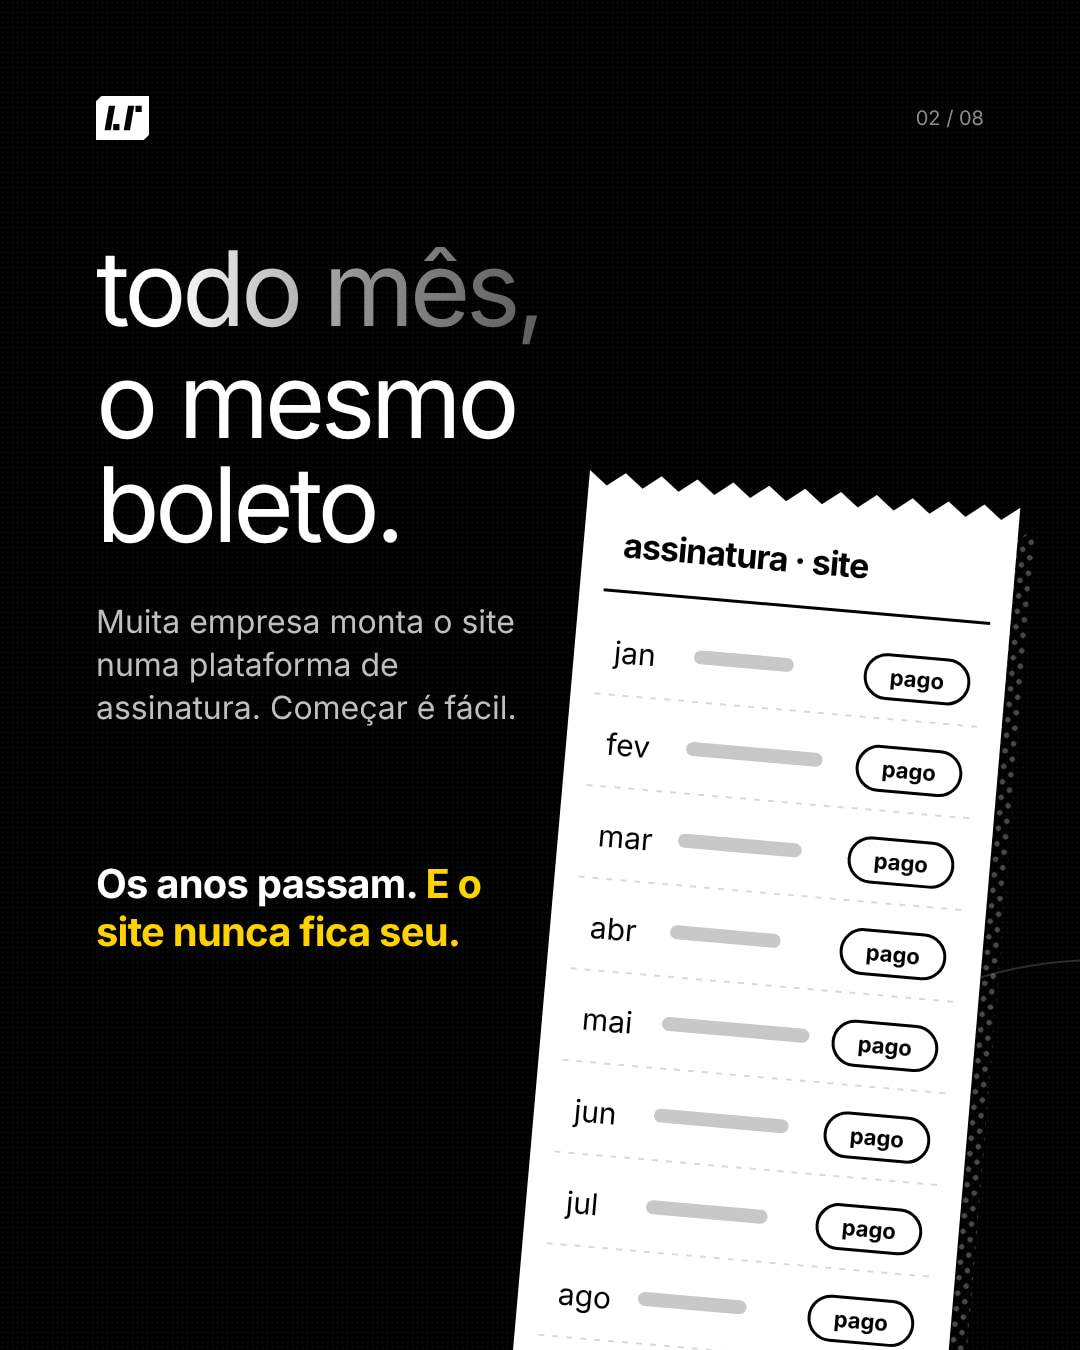 LR
02 / 08
todo mês,
o mesmo
boleto.
Muita empresa monta o site
numa plataforma de
assinatura. Começar é fácil.
Os anos passam. E o
site nunca fica seu.
assinatura · site
jan pago
fev pago
mar pago
abr pago
mai pago
jun pago
jul pago
ago pago